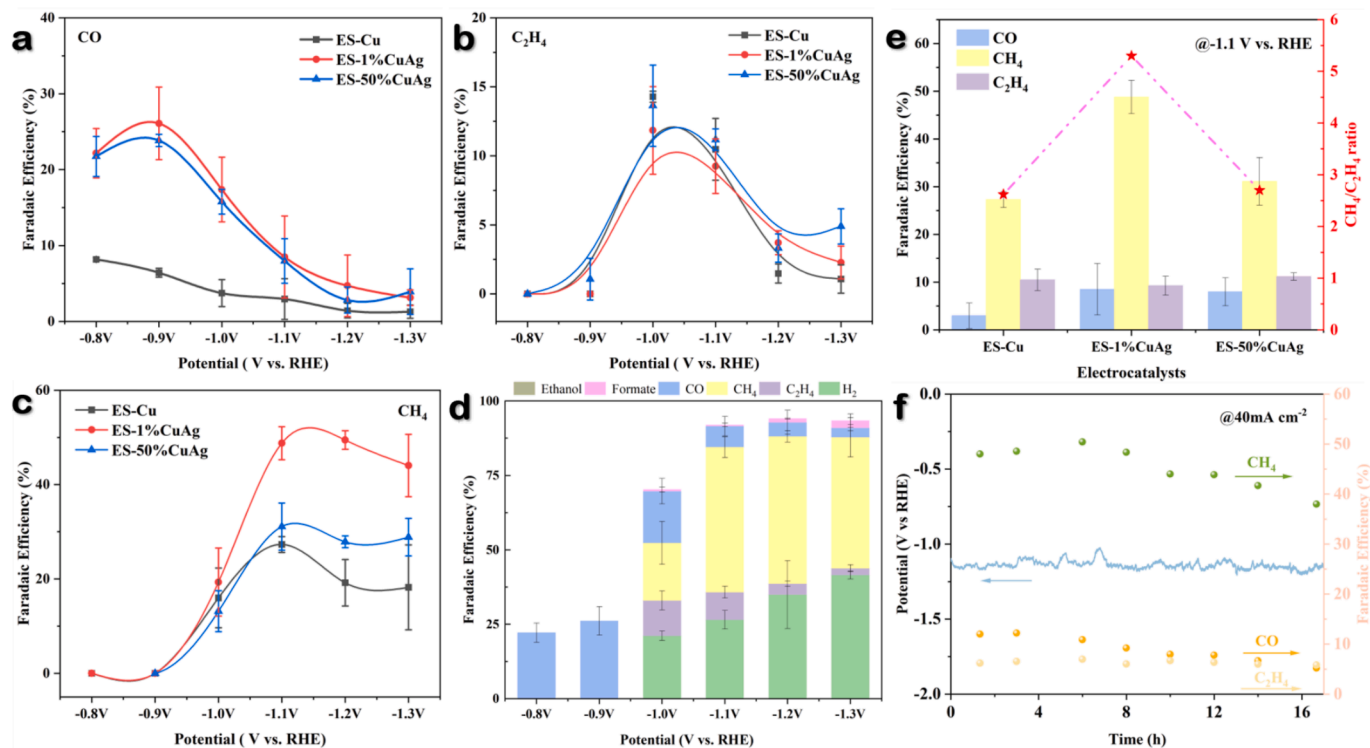 a
CO
ES-Cu
ES-1%CuAg
ES-50%CuAg
Faradaic Efficiency (%)
40
30
20
10
0
-0.8V -0.9V -1.0V -1.1V -1.2V -1.3V
Potential ( V vs. RHE)
b
C₂H₄
ES-Cu
ES-1%CuAg
ES-50%CuAg
Faradaic Efficiency (%)
20
15
10
5
0
-0.8V -0.9V -1.0V -1.1V -1.2V -1.3V
Potential ( V vs. RHE)
e
CO
CH₄
C₂H₄
@-1.1 V vs. RHE
Faradaic Efficiency (%)
60
50
40
30
20
10
0
CH₄/C₂H₄ ratio
6
5
4
3
2
1
0
ES-Cu ES-1%CuAg ES-50%CuAg
Electrocatalysts
c
ES-Cu
ES-1%CuAg
ES-50%CuAg
CH₄
Faradaic Efficiency (%)
60
40
20
0
-0.8V -0.9V -1.0V -1.1V -1.2V -1.3V
Potential ( V vs. RHE)
d
Ethanol Formate CO CH₄ C₂H₄ H₂
Faradaic Efficiency (%)
100
75
50
25
0
-0.8V -0.9V -1.0V -1.1V -1.2V -1.3V
Potential (V vs. RHE)
f
@40mA cm⁻²
CH₄
CO
C₂H₄
Potential (V vs RHE)
0.0
-0.5
-1.0
-1.5
-2.0
Faradaic Efficiency (%)
60
50
40
30
20
10
0
0 4 8 12 16
Time (h)